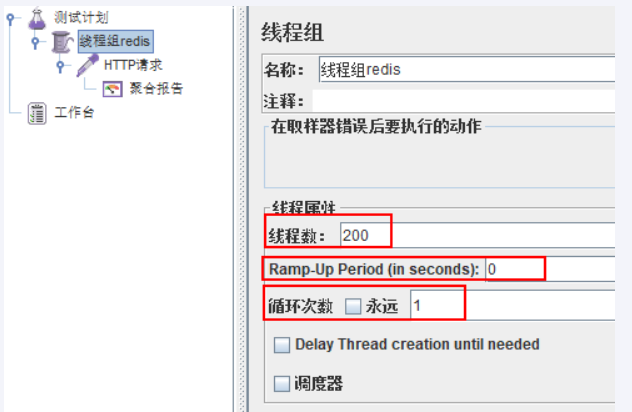 测试计划
线程组redis
HTTP请求
聚合报告
工作台
线程组
名称： 线程组redis
注释：
在取样器错误后要执行的动作
线程属性
线程数： 200
Ramp-Up Period (in seconds): 0
循环次数 永远 1
Delay Thread creation until needed
调度器